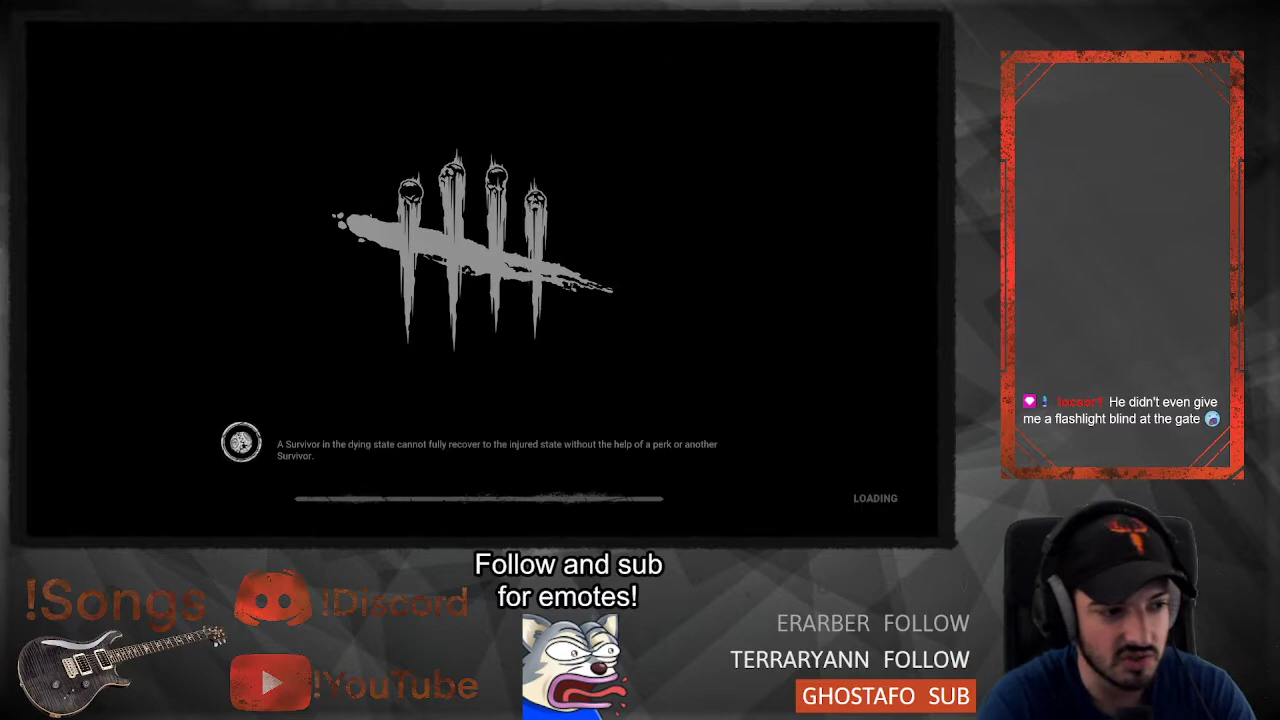 A Survivor in the dying state cannot fully recover to the injured state without the help of a perk or another
Survivor.
LOADING
He didn't even give
me a flashlight blind at the gate
!Songs
!Discord
!YouTube
Follow and sub
for emotes!
ERARBER FOLLOW
TERRARYANN FOLLOW
GHOSTAFO SUB